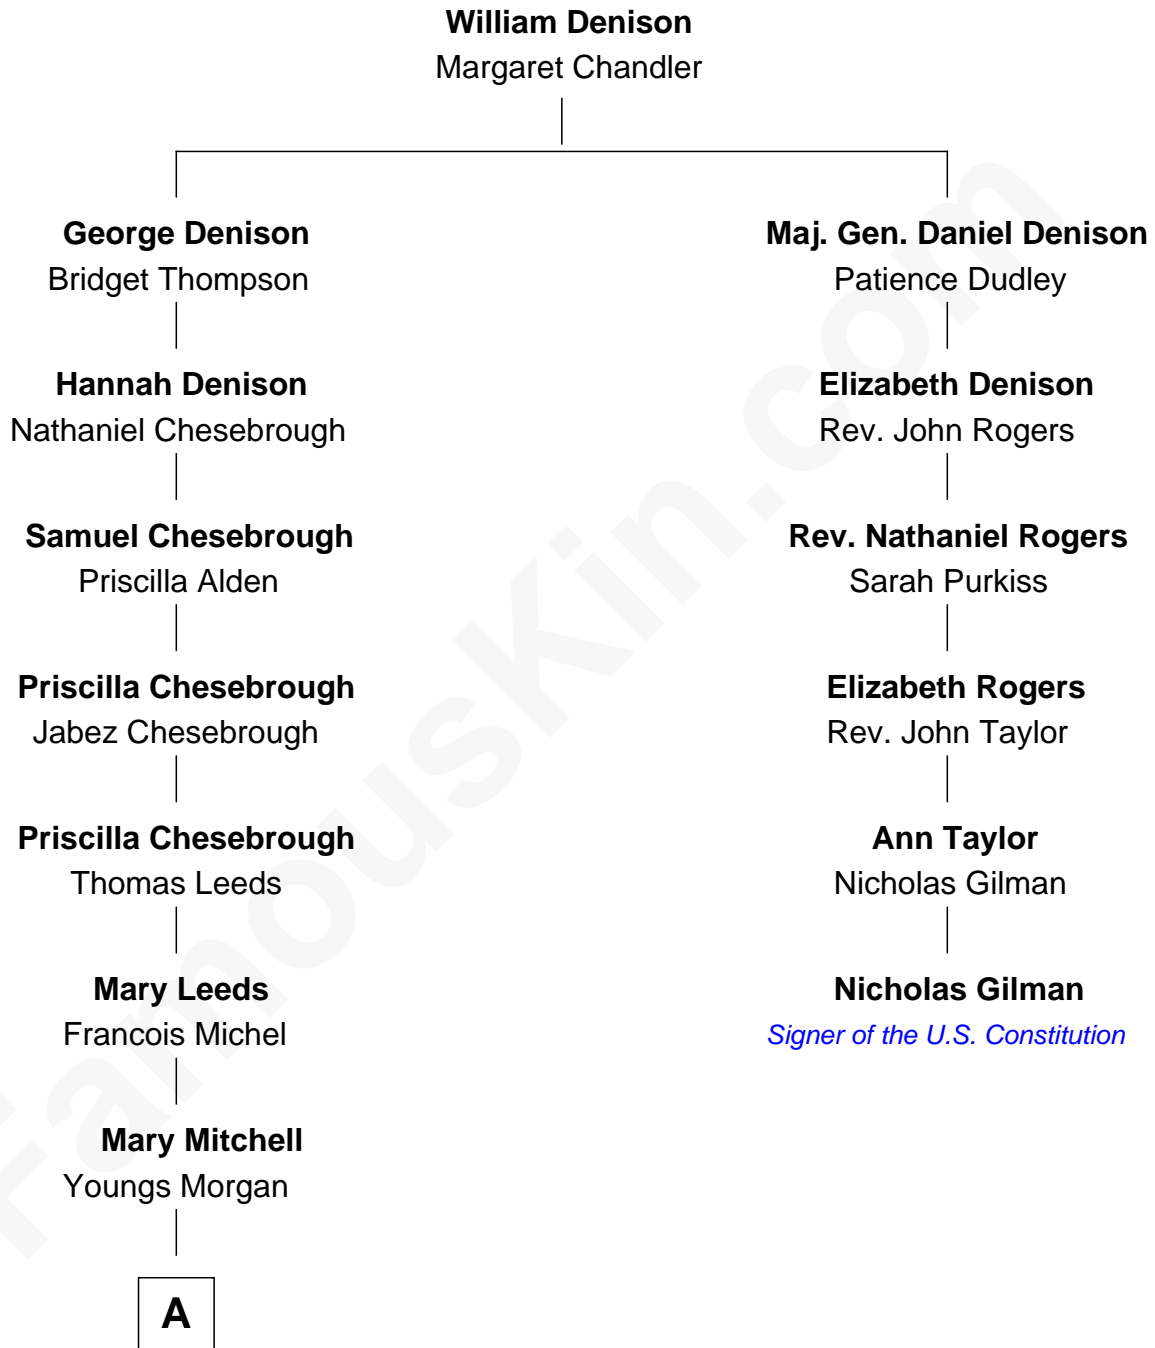 William Denison
Margaret Chandler
George Denison
Bridget Thompson
Maj. Gen. Daniel Denison
Patience Dudley
Hannah Denison
Nathaniel Chesebrough
Elizabeth Denison
Rev. John Rogers
Samuel Chesebrough
Priscilla Alden
Rev. Nathaniel Rogers
Sarah Purkiss
Priscilla Chesebrough
Jabez Chesebrough
Elizabeth Rogers
Rev. John Taylor
Priscilla Chesebrough
Thomas Leeds
Ann Taylor
Nicholas Gilman
Mary Leeds
Francois Michel
Nicholas Gilman
Signer of the U.S. Constitution
Mary Mitchell
Youngs Morgan
A
FamousKin.com